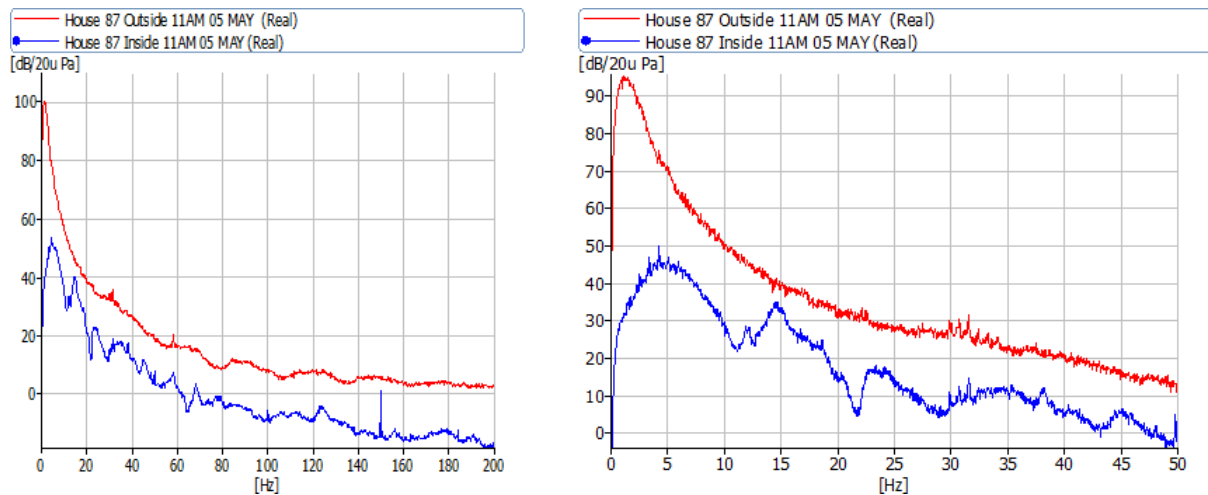 House 87 Outside 11AM 05 MAY (Real)
House 87 Inside 11AM 05 MAY (Real)
[dB/20u Pa]
100
80
60
40
20
0
0 20 40 60 80 100 120 140 160 180 200
[Hz]
House 87 Outside 11AM 05 MAY (Real)
House 87 Inside 11AM 05 MAY (Real)
[dB/20u Pa]
90
80
70
60
50
40
30
20
10
0
0 5 10 15 20 25 30 35 40 45 50
[Hz]